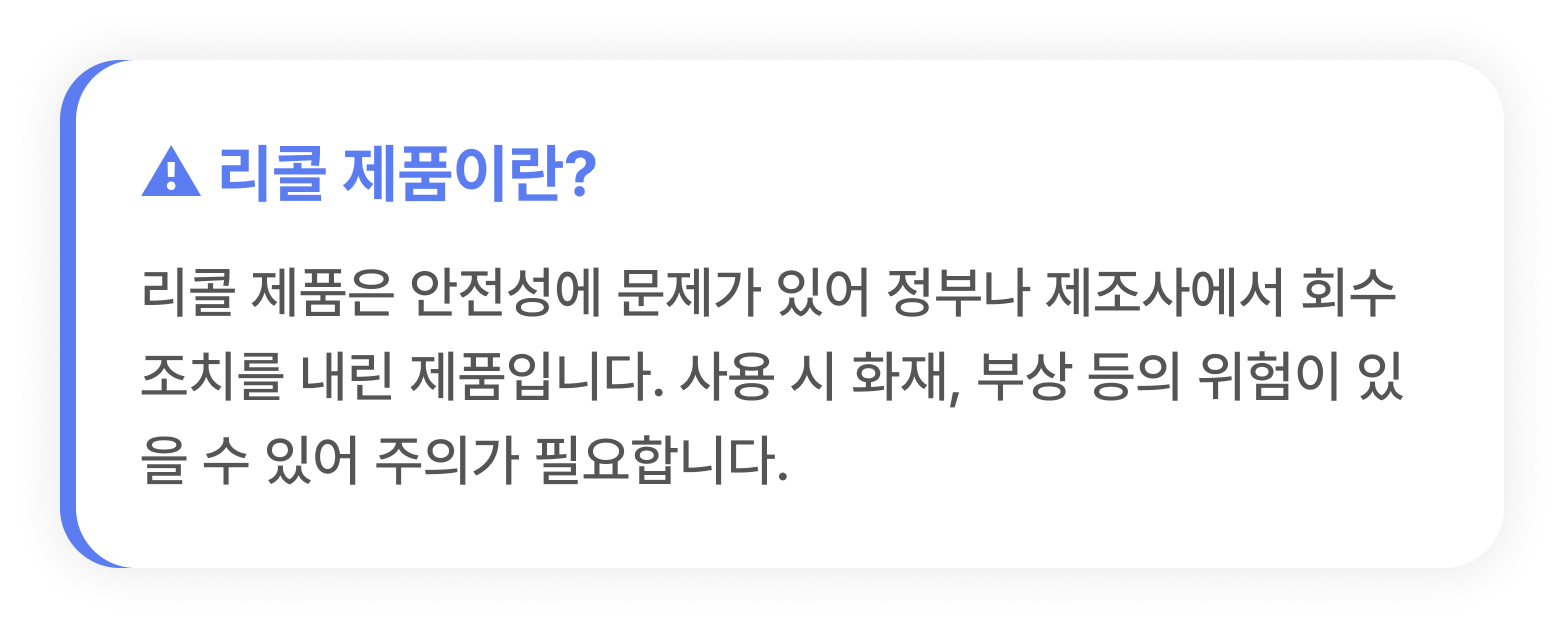 리콜 제품이란?
리콜 제품은 안전성에 문제가 있어 정부나 제조사에서 회수
조치를 내린 제품입니다. 사용 시 화재, 부상 등의 위험이 있
을 수 있어 주의가 필요합니다.